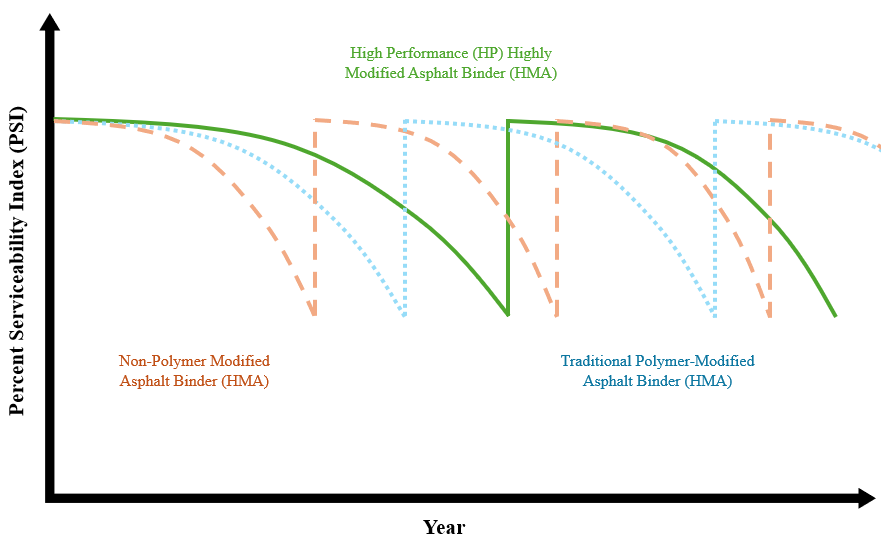 High Performance (HP) Highly
Modified Asphalt Binder (HMA)
Percent Serviceability Index (PSI)
Non-Polymer Modified
Asphalt Binder (HMA)
Traditional Polymer-Modified
Asphalt Binder (HMA)
Year